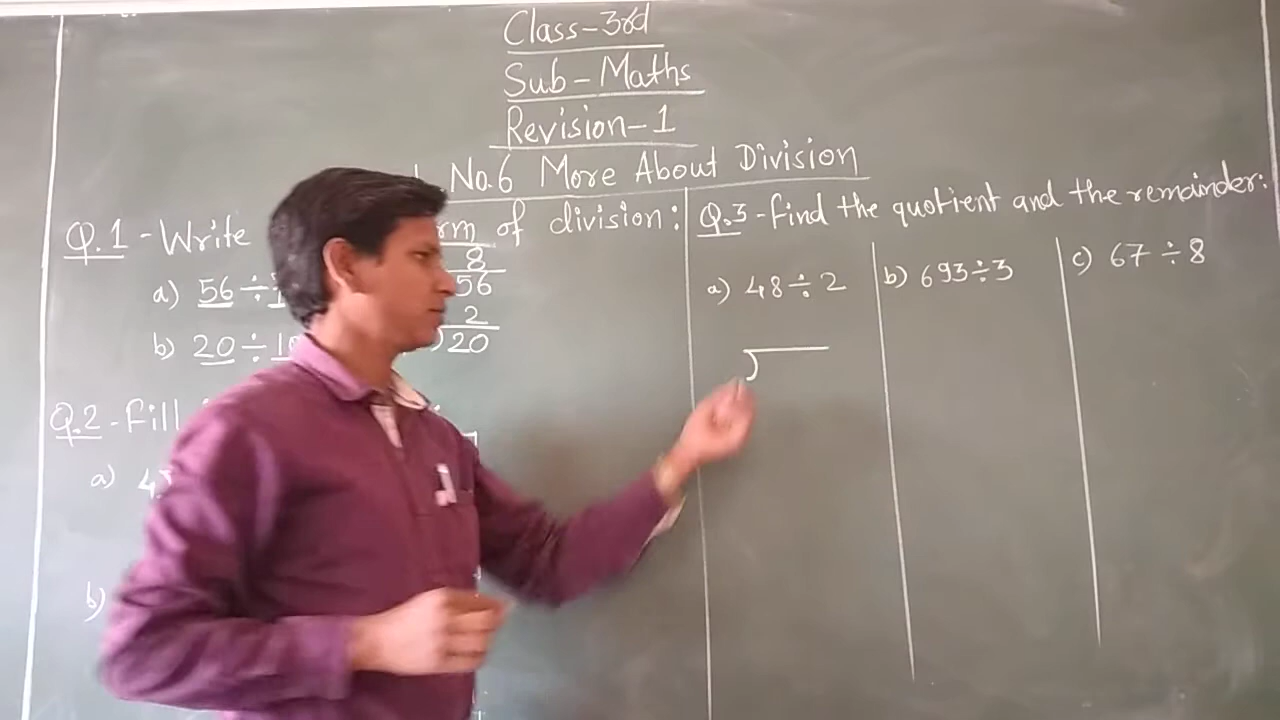 Class-3rd
Sub-Maths
Revision-1
No.6 More About Division
Q.1-Write rm of division:
a) 56÷
8
56
b) 20÷10
2
)20
Q.2-Fill
a) 4
b)
Q.3-Find the quotient and the remainder:
a) 48÷2
b) 693÷3
c) 67÷8